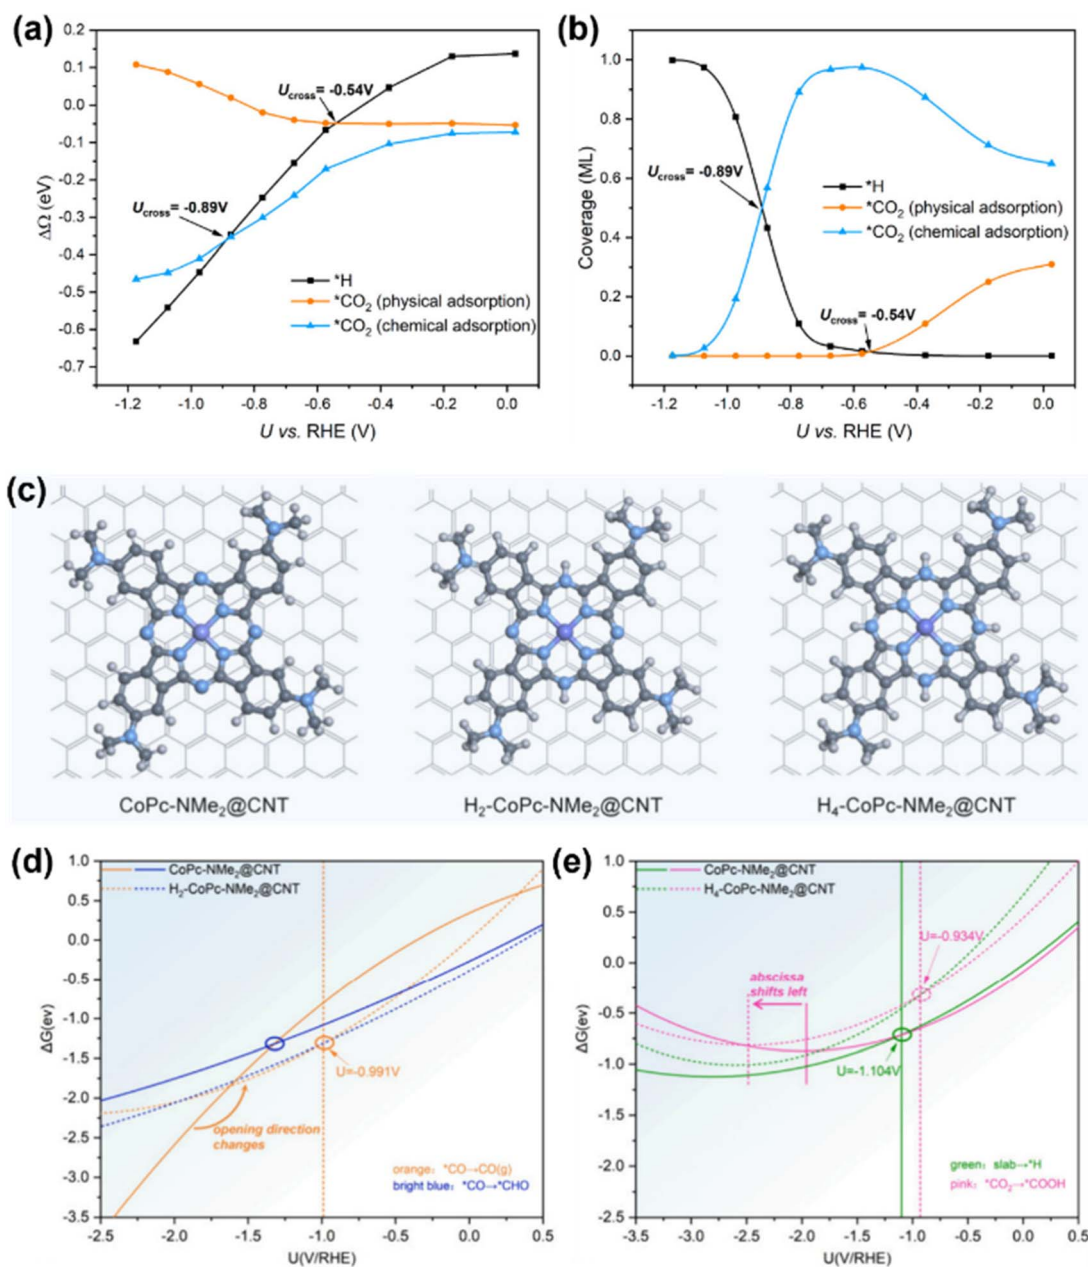 (a)
0.1
0.0
-0.1
-0.2
-0.3
-0.4
-0.5
-0.6
-0.7
ΔΩ (eV)
Ucross= -0.54V
Ucross= -0.89V
*H
*CO2 (physical adsorption)
*CO2 (chemical adsorption)
-1.2 -1.0 -0.8 -0.6 -0.4 -0.2 0.0
U vs. RHE (V)
(b)
1.0
0.8
0.6
0.4
0.2
0.0
Coverage (ML)
Ucross= -0.89V
*H
*CO2 (physical adsorption)
*CO2 (chemical adsorption)
Ucross= -0.54V
-1.2 -1.0 -0.8 -0.6 -0.4 -0.2 0.0
U vs. RHE (V)
(c)
CoPc-NMe2@CNT
H2-CoPc-NMe2@CNT
H4-CoPc-NMe2@CNT
(d)
1.0
0.5
0.0
-0.5
-1.0
-1.5
-2.0
-2.5
-3.0
-3.5
ΔG(ev)
CoPc-NMe2@CNT
H2-CoPc-NMe2@CNT
U=-0.991V
opening direction
changes
orange: *CO→CO(g)
bright blue: *CO→*CHO
-2.5 -2.0 -1.5 -1.0 -0.5 0.0 0.5
U(V/RHE)
(e)
1.0
0.5
0.0
-0.5
-1.0
-1.5
-2.0
-2.5
ΔG(ev)
CoPc-NMe2@CNT
H4-CoPc-NMe2@CNT
U=-0.934V
abscissa
shifts left
U=-1.104V
green: slab→*H
pink: *CO2→*COOH
-3.5 -3.0 -2.5 -2.0 -1.5 -1.0 -0.5 0.0 0.5
U(V/RHE)